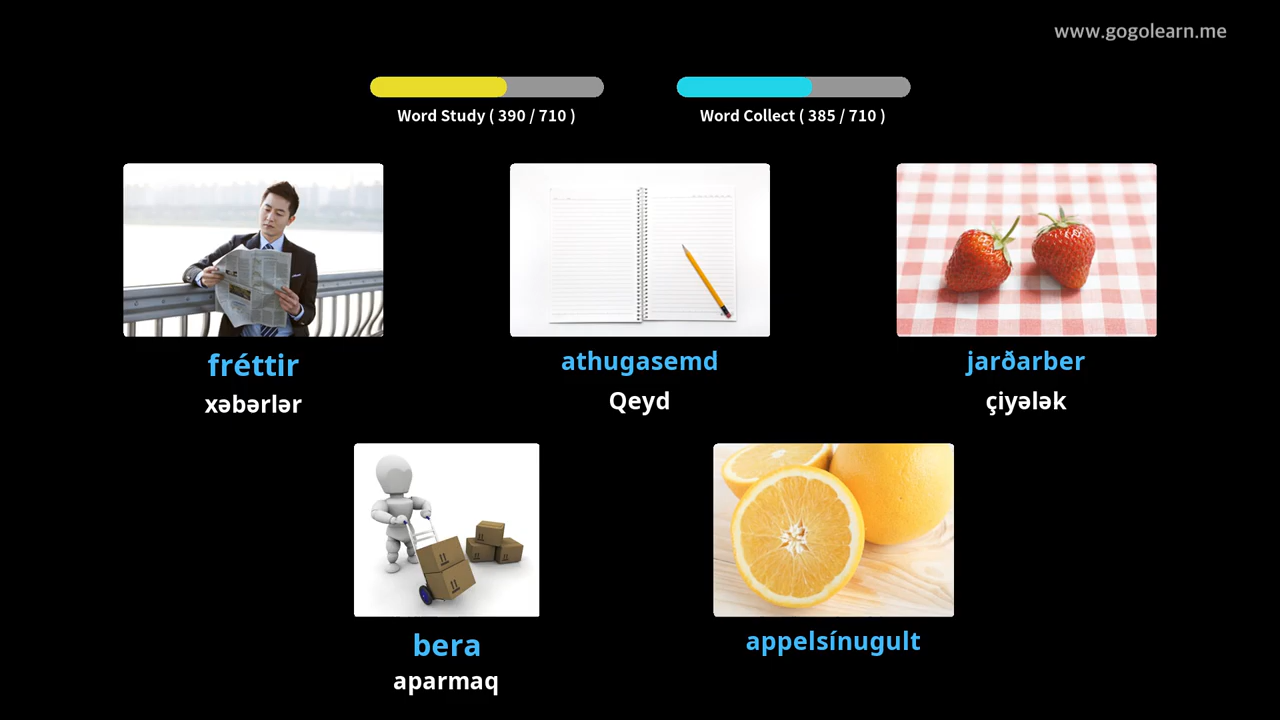 www.gogolearn.me
Word Study ( 390 / 710 )
Word Collect ( 385 / 710 )
fréttir
xəbərlər
athugasemd
Qeyd
jarðarber
çiyələk
bera
aparmaq
appelsínugult